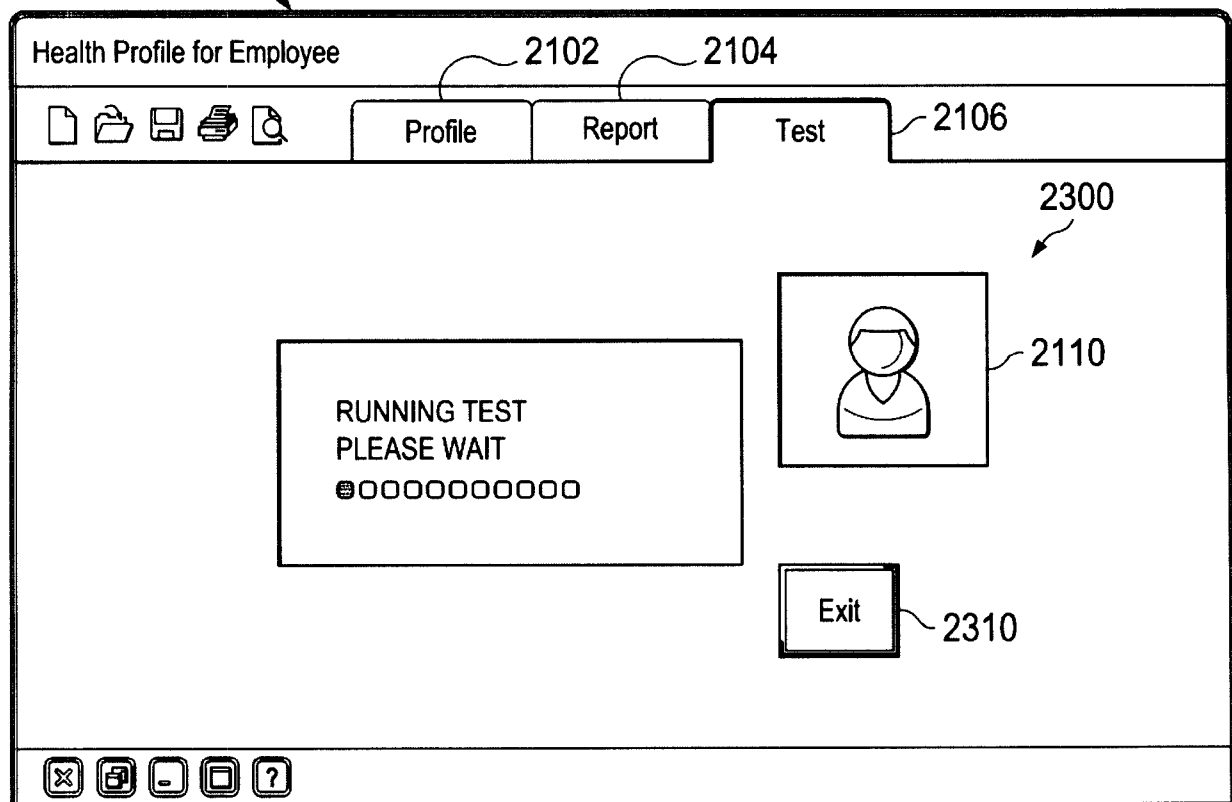 Health Profile for Employee
2102
2104
Profile
Report
Test
2106
2300
2110
RUNNING TEST
PLEASE WAIT
Exit
2310
?